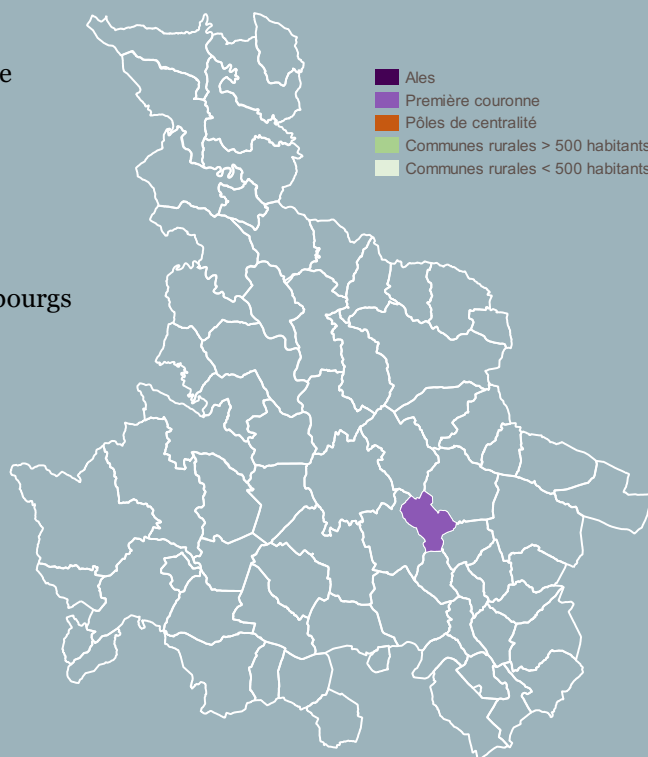 e
Ales
Première couronne
Pôles de centralité
Communes rurales > 500 habitants
Communes rurales < 500 habitants
bourgs